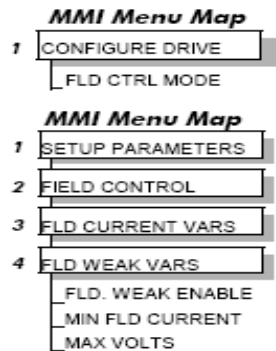 MMI Menu Map
1 CONFIGURE DRIVE
FLD CTRL MODE
MMI Menu Map
1 SETUP PARAMETERS
2 FIELD CONTROL
3 FLD CURRENT VARS
4 FLD WEAK VARS
FLD. WEAK ENABLE
MIN FLD CURRENT
MAX VOLTS